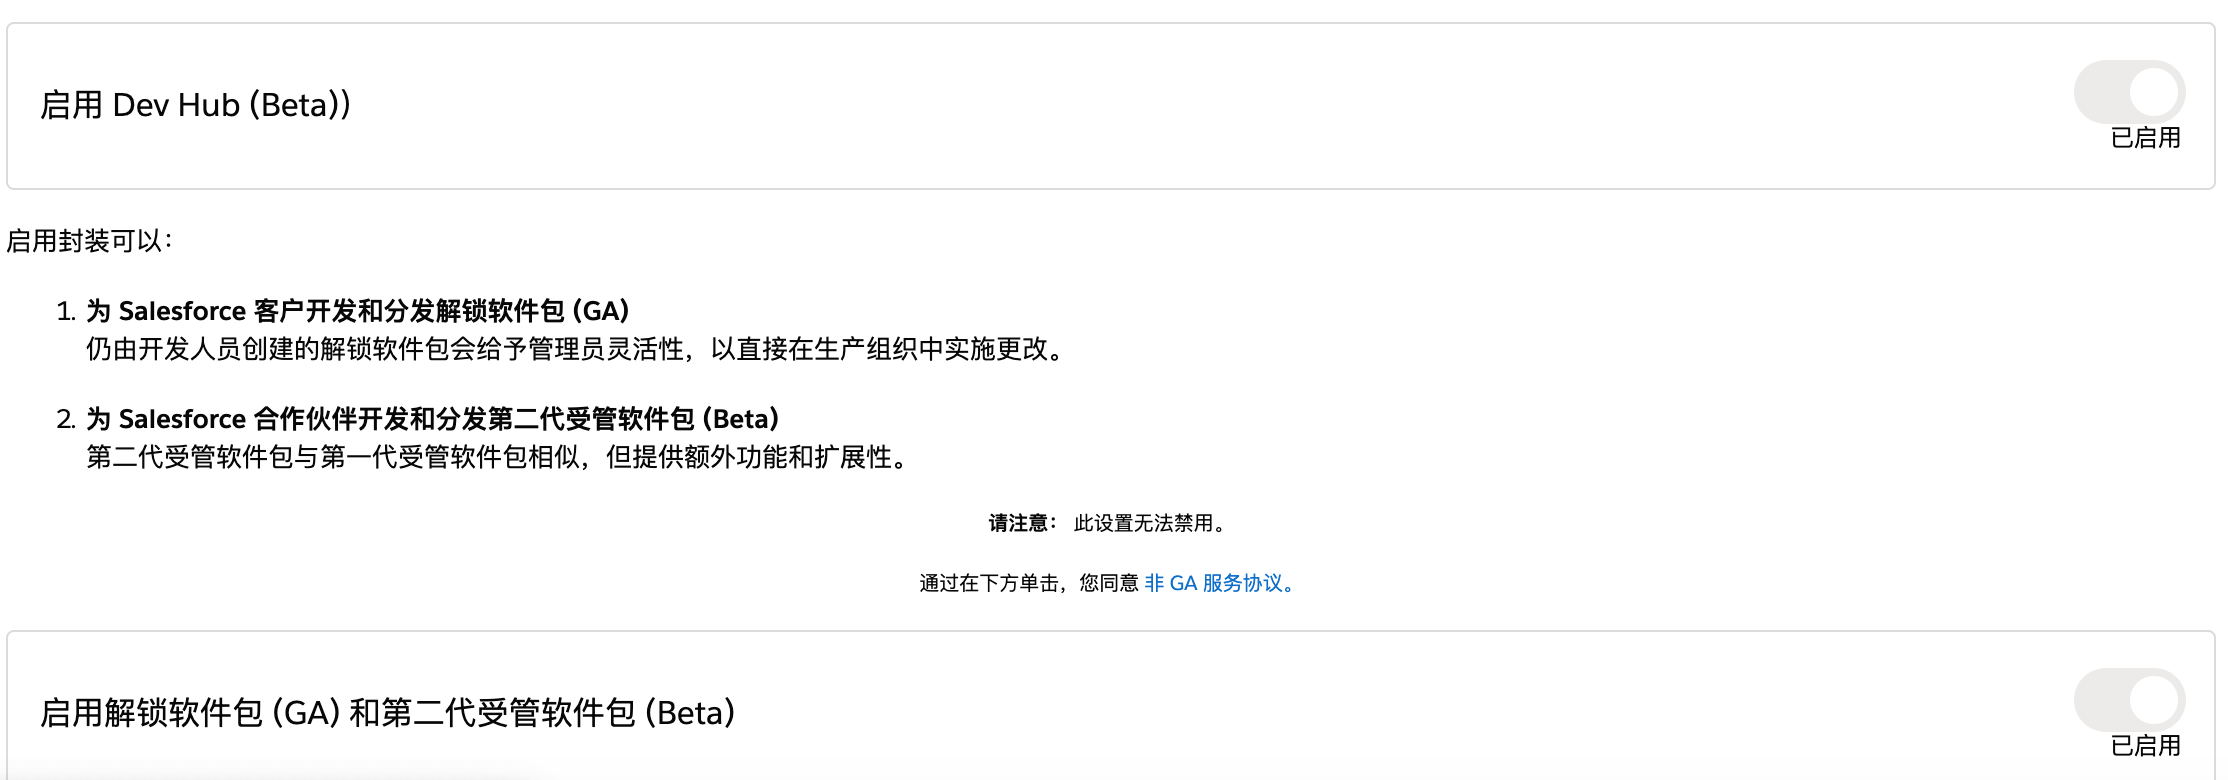 启用 Dev Hub (Beta))
已启用
启用封装可以：
1. 为 Salesforce 客户开发和分发解锁软件包 (GA)
仍由开发人员创建的解锁软件包会给予管理员灵活性，以直接在生产组织中实施更改。
2. 为 Salesforce 合作伙伴开发和分发第二代受管软件包 (Beta)
第二代受管软件包与第一代受管软件包相似，但提供额外功能和扩展性。
请注意： 此设置无法禁用。
通过在下方单击，您同意 非 GA 服务协议。
启用解锁软件包 (GA) 和第二代受管软件包 (Beta)
已启用